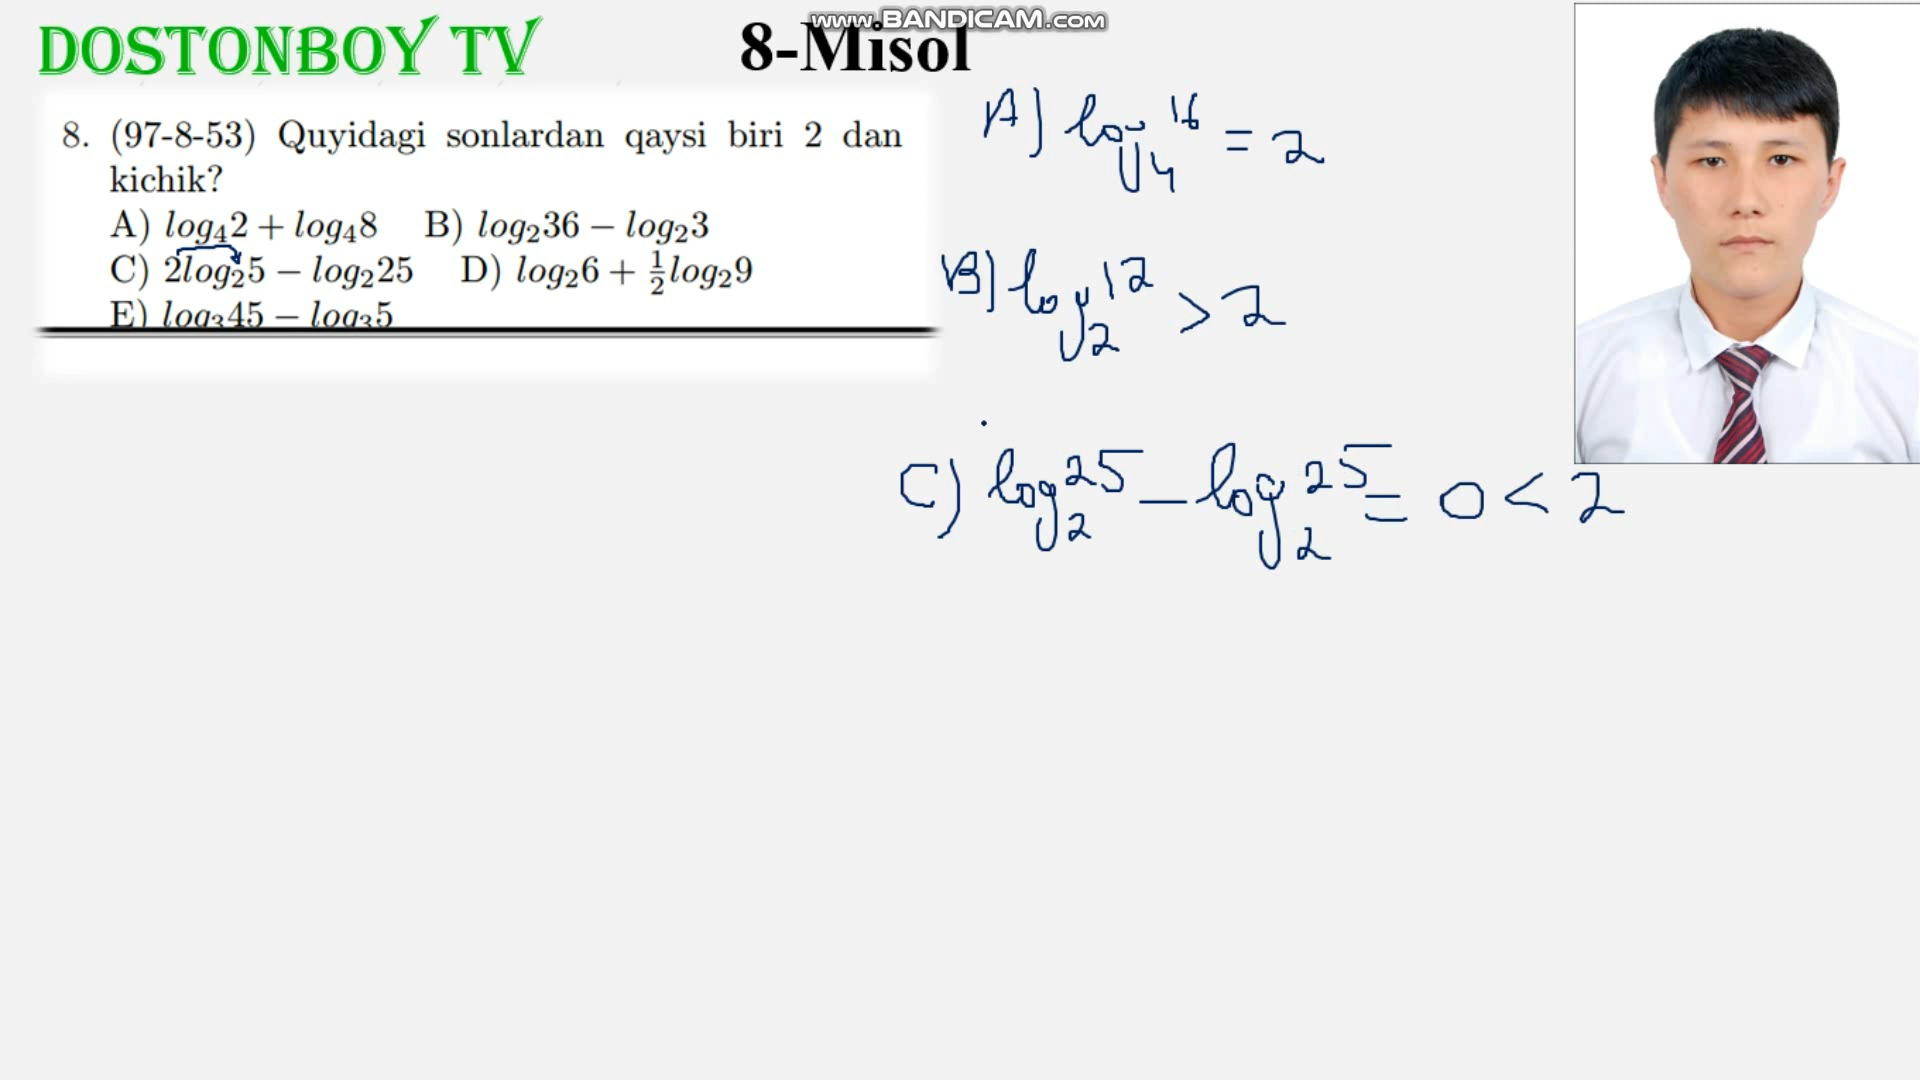 www.BANDICAM.com
DOSTONBOY TV
8-Misol
8. (97-8-53) Quyidagi sonlardan qaysi biri 2 dan
kichik?
A) log₄2 + log₄8 B) log₂36 − log₂3
C) 2log₂5 − log₂25 D) log₂6 + ½log₂9
E) log₃45 − log₃5
A) log₄16 = 2
B) log₂12 > 2
C) log₂25 − log₂25 = 0 < 2